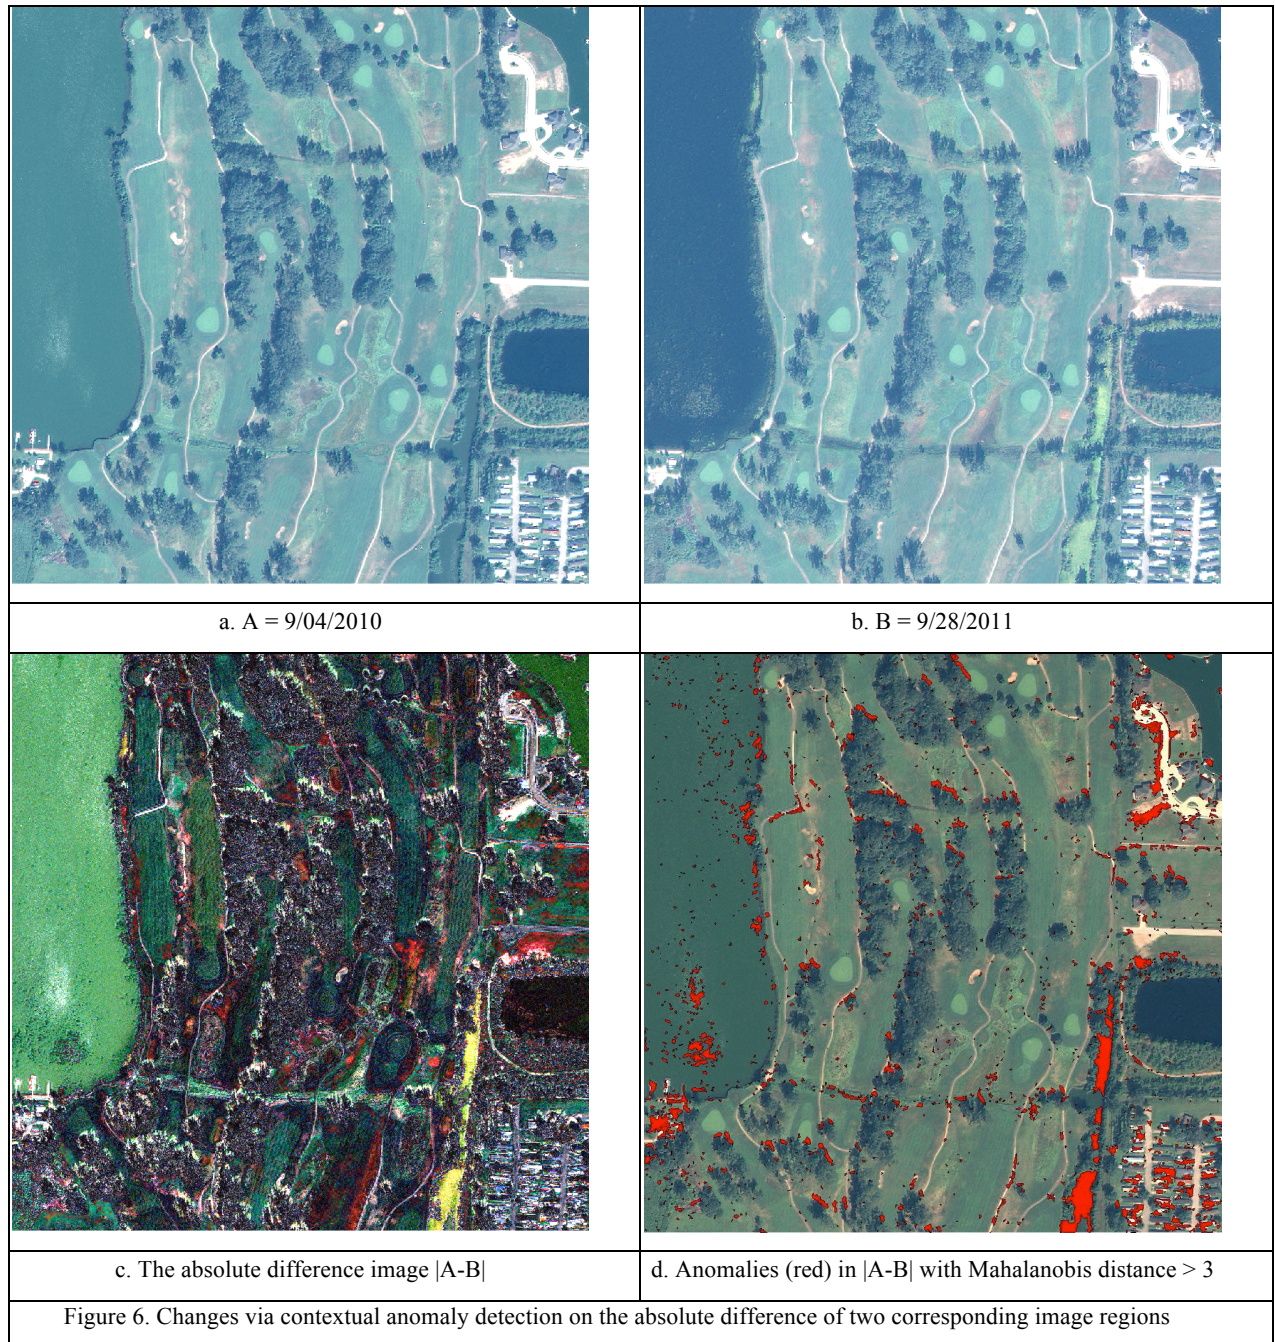 a. A = 9/04/2010
b. B = 9/28/2011
c. The absolute difference image |A-B|
d. Anomalies (red) in |A-B| with Mahalanobis distance > 3
Figure 6. Changes via contextual anomaly detection on the absolute difference of two corresponding image regions